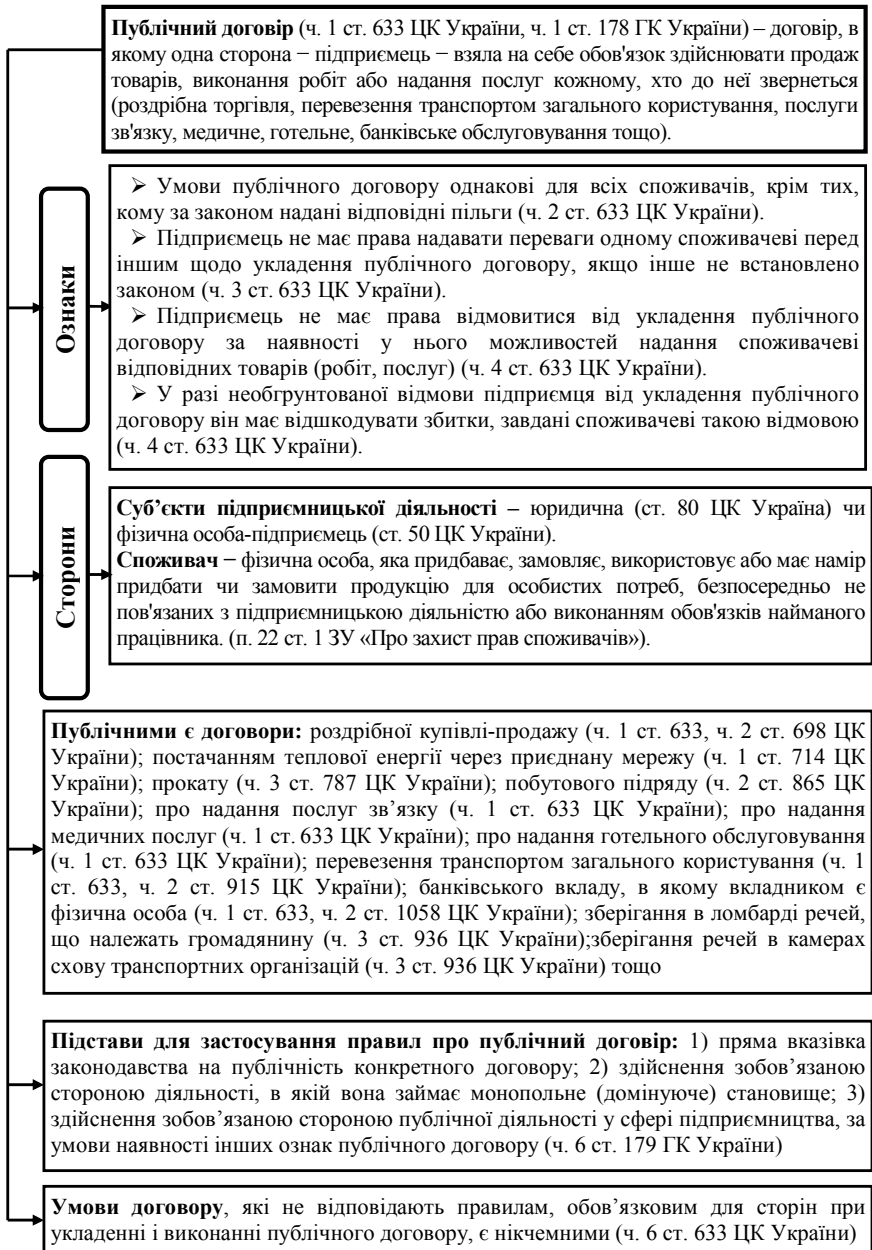 Публічний договір (ч. 1 ст. 633 ЦК України, ч. 1 ст. 178 ГК України) – договір, в
якому одна сторона − підприємець − взяла на себе обов'язок здійснювати продаж
товарів, виконання робіт або надання послуг кожному, хто до неї звернеться
(роздрібна торгівля, перевезення транспортом загального користування, послуги
зв'язку, медичне, готельне, банківське обслуговування тощо).
Ознаки
➢ Умови публічного договору однакові для всіх споживачів, крім тих,
кому за законом надані відповідні пільги (ч. 2 ст. 633 ЦК України).
➢ Підприємець не має права надавати переваги одному споживачеві перед
іншим щодо укладення публічного договору, якщо інше не встановлено
законом (ч. 3 ст. 633 ЦК України).
➢ Підприємець не має права відмовитися від укладення публічного
договору за наявності у нього можливостей надання споживачеві
відповідних товарів (робіт, послуг) (ч. 4 ст. 633 ЦК України).
➢ У разі необгрунтованої відмови підприємця від укладення публічного
договору він має відшкодувати збитки, завдані споживачеві такою відмовою
(ч. 4 ст. 633 ЦК України).
Сторони
Суб’єкти підприємницької діяльності – юридична (ст. 80 ЦК Україна) чи
фізична особа-підприємець (ст. 50 ЦК України).
Споживач − фізична особа, яка придбаває, замовляє, використовує або має намір
придбати чи замовити продукцію для особистих потреб, безпосередньо не
пов'язаних з підприємницькою діяльністю або виконанням обов'язків найманого
працівника. (п. 22 ст. 1 ЗУ «Про захист прав споживачів»).
Публічними є договори: роздрібної купівлі-продажу (ч. 1 ст. 633, ч. 2 ст. 698 ЦК
України); постачанням теплової енергії через приєднану мережу (ч. 1 ст. 714 ЦК
України); прокату (ч. 3 ст. 787 ЦК України); побутового підряду (ч. 2 ст. 865 ЦК
України); про надання послуг зв’язку (ч. 1 ст. 633 ЦК України); про надання
медичних послуг (ч. 1 ст. 633 ЦК України); про надання готельного обслуговування
(ч. 1 ст. 633 ЦК України); перевезення транспортом загального користування (ч. 1
ст. 633, ч. 2 ст. 915 ЦК України); банківського вкладу, в якому вкладником є
фізична особа (ч. 1 ст. 633, ч. 2 ст. 1058 ЦК України); зберігання в ломбарді речей,
що належать громадянину (ч. 3 ст. 936 ЦК України);зберігання речей в камерах
схову транспортних організацій (ч. 3 ст. 936 ЦК України) тощо
Підстави для застосування правил про публічний договір: 1) пряма вказівка
законодавства на публічність конкретного договору; 2) здійснення зобов’язаною
стороною діяльності, в якій вона займає монопольне (домінуюче) становище; 3)
здійснення зобов’язаною стороною публічної діяльності у сфері підприємництва, за
умови наявності інших ознак публічного договору (ч. 6 ст. 179 ГК України)
Умови договору, які не відповідають правилам, обов’язковим для сторін при
укладенні і виконанні публічного договору, є нікчемними (ч. 6 ст. 633 ЦК України)